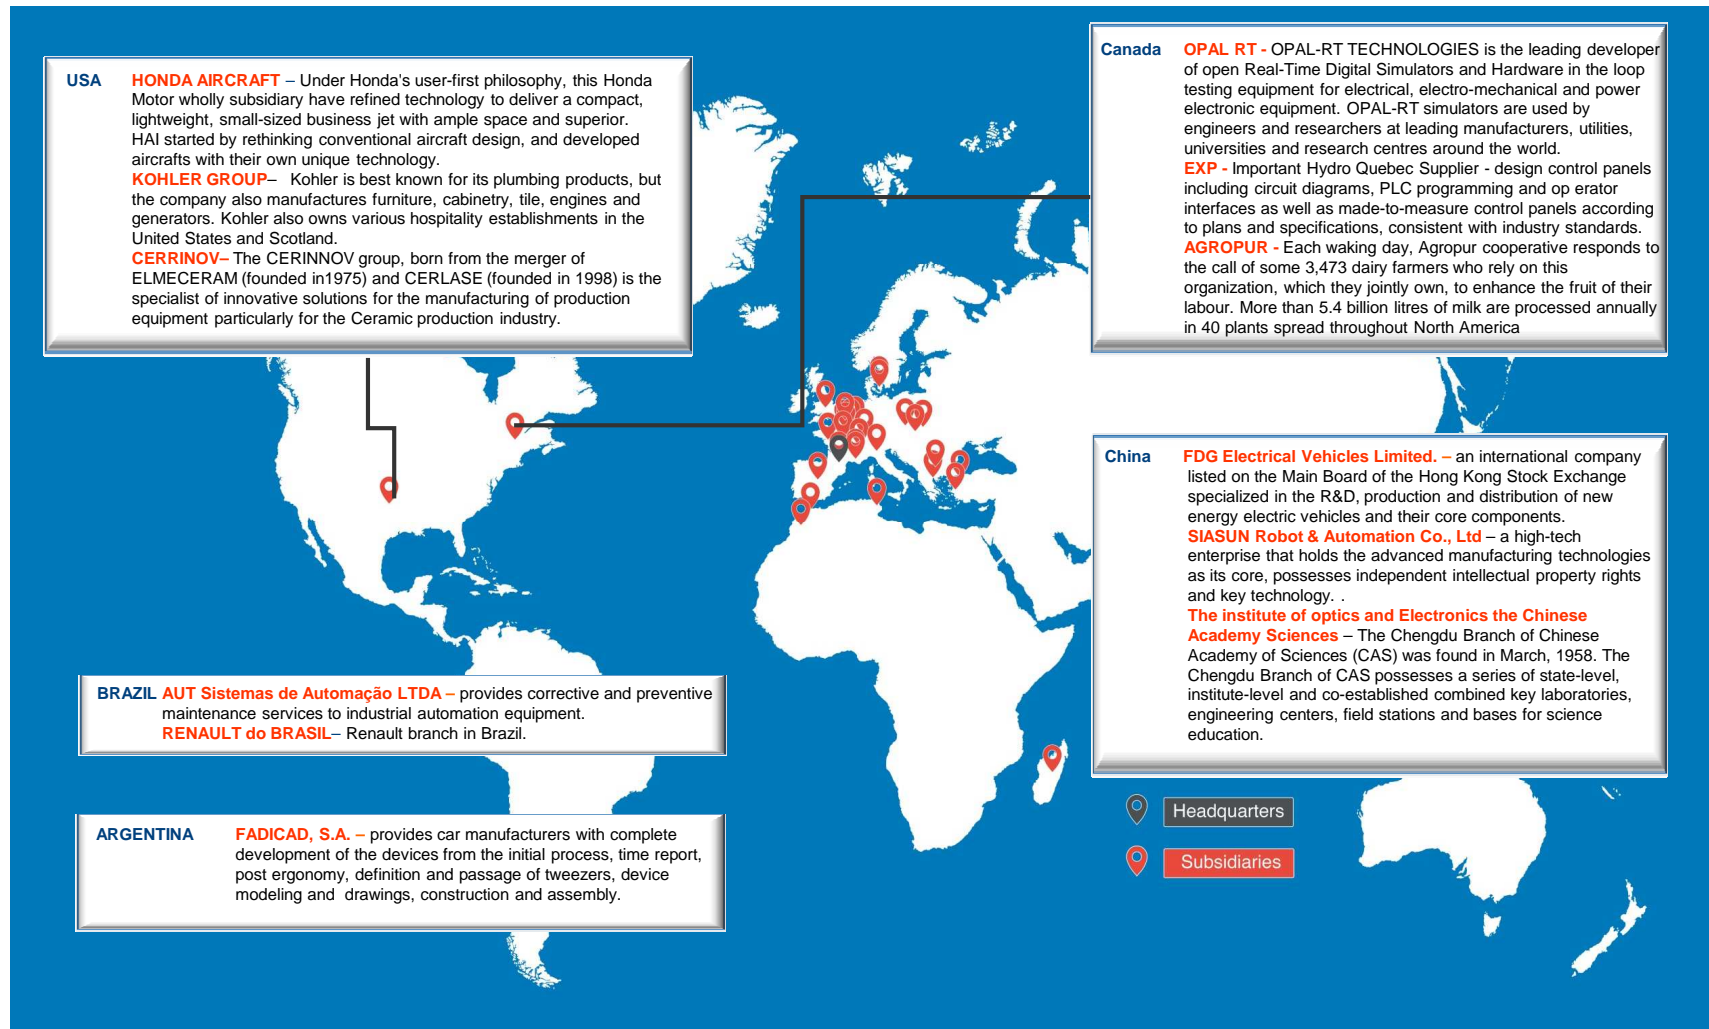 USA HONDA AIRCRAFT – Under Honda's user-first philosophy, this Honda
Motor wholly subsidiary have refined technology to deliver a compact,
lightweight, small-sized business jet with ample space and superior.
HAI started by rethinking conventional aircraft design, and developed
aircrafts with their own unique technology.
KOHLER GROUP– Kohler is best known for its plumbing products, but
the company also manufactures furniture, cabinetry, tile, engines and
generators. Kohler also owns various hospitality establishments in the
United States and Scotland.
CERRINOV– The CERINNOV group, born from the merger of
ELMECERAM (founded in1975) and CERLASE (founded in 1998) is the
specialist of innovative solutions for the manufacturing of production
equipment particularly for the Ceramic production industry.
Canada OPAL RT - OPAL-RT TECHNOLOGIES is the leading developer
of open Real-Time Digital Simulators and Hardware in the loop
testing equipment for electrical, electro-mechanical and power
electronic equipment. OPAL-RT simulators are used by
engineers and researchers at leading manufacturers, utilities,
universities and research centres around the world.
EXP - Important Hydro Quebec Supplier - design control panels
including circuit diagrams, PLC programming and op erator
interfaces as well as made-to-measure control panels according
to plans and specifications, consistent with industry standards.
AGROPUR - Each waking day, Agropur cooperative responds to
the call of some 3,473 dairy farmers who rely on this
organization, which they jointly own, to enhance the fruit of their
labour. More than 5.4 billion litres of milk are processed annually
in 40 plants spread throughout North America
China FDG Electrical Vehicles Limited. – an international company
listed on the Main Board of the Hong Kong Stock Exchange
specialized in the R&D, production and distribution of new
energy electric vehicles and their core components.
SIASUN Robot & Automation Co., Ltd – a high-tech
enterprise that holds the advanced manufacturing technologies
as its core, possesses independent intellectual property rights
and key technology. .
The institute of optics and Electronics the Chinese
Academy Sciences – The Chengdu Branch of Chinese
Academy of Sciences (CAS) was found in March, 1958. The
Chengdu Branch of CAS possesses a series of state-level,
institute-level and co-established combined key laboratories,
engineering centers, field stations and bases for science
education.
BRAZIL AUT Sistemas de Automação LTDA – provides corrective and preventive
maintenance services to industrial automation equipment.
RENAULT do BRASIL– Renault branch in Brazil.
ARGENTINA FADICAD, S.A. – provides car manufacturers with complete
development of the devices from the initial process, time report,
post ergonomy, definition and passage of tweezers, device
modeling and drawings, construction and assembly.
Headquarters
Subsidiaries